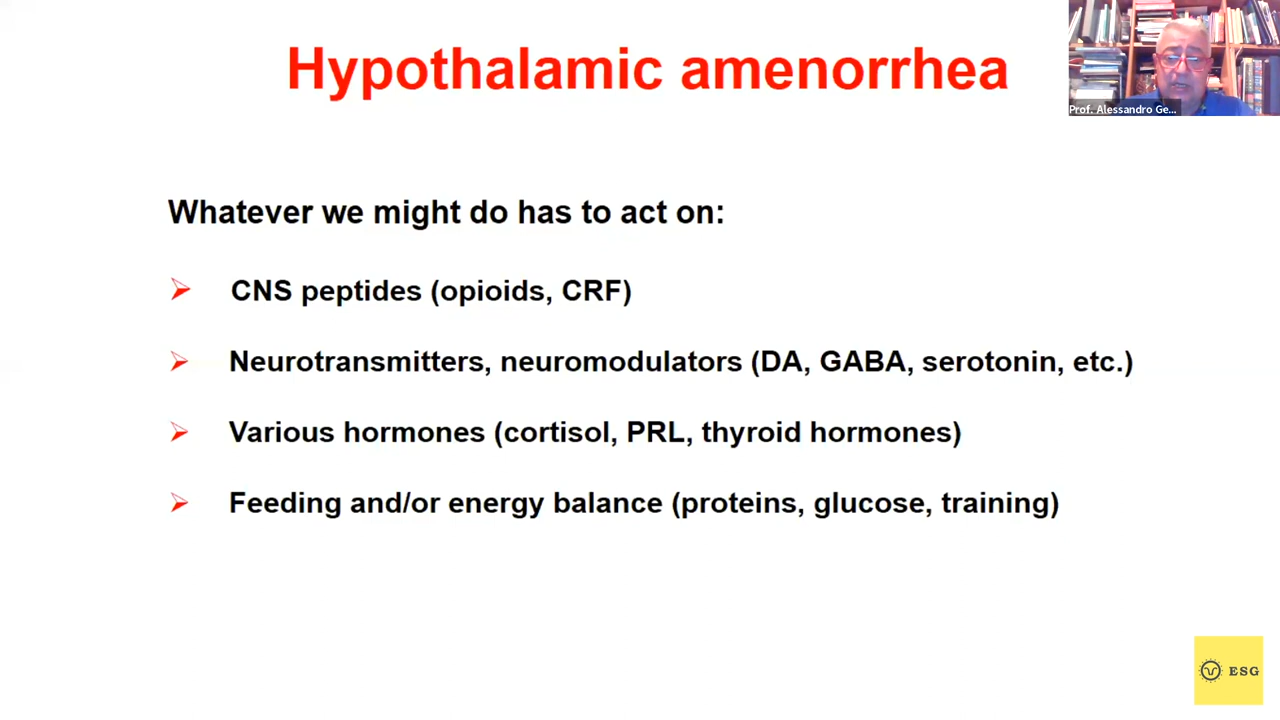 Hypothalamic amenorrhea
Prof. Alessandro Ge...
Whatever we might do has to act on:
CNS peptides (opioids, CRF)
Neurotransmitters, neuromodulators (DA, GABA, serotonin, etc.)
Various hormones (cortisol, PRL, thyroid hormones)
Feeding and/or energy balance (proteins, glucose, training)
ESG